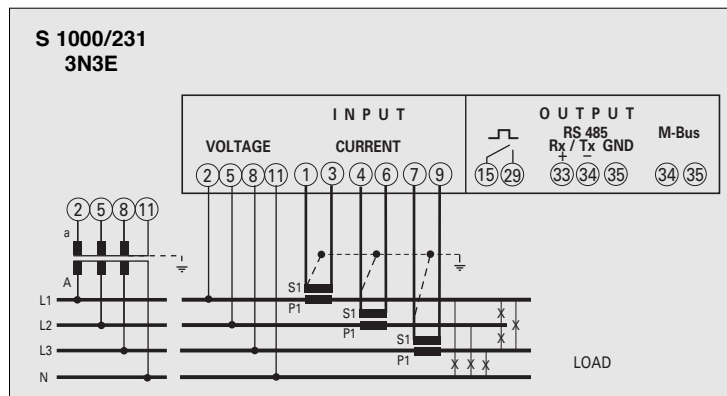 S 1000/231
3N3E
INPUT
OUTPUT
VOLTAGE
CURRENT
RS 485
Rx / Tx GND
+ −
M-Bus
2 5 8 11 1 3 4 6 7 9
15 29 33 34 35 34 35
2 5 8 11
a
A
S1
P1
S1
P1
S1
P1
L1
L2
L3
N
X
X
X
X X X
LOAD